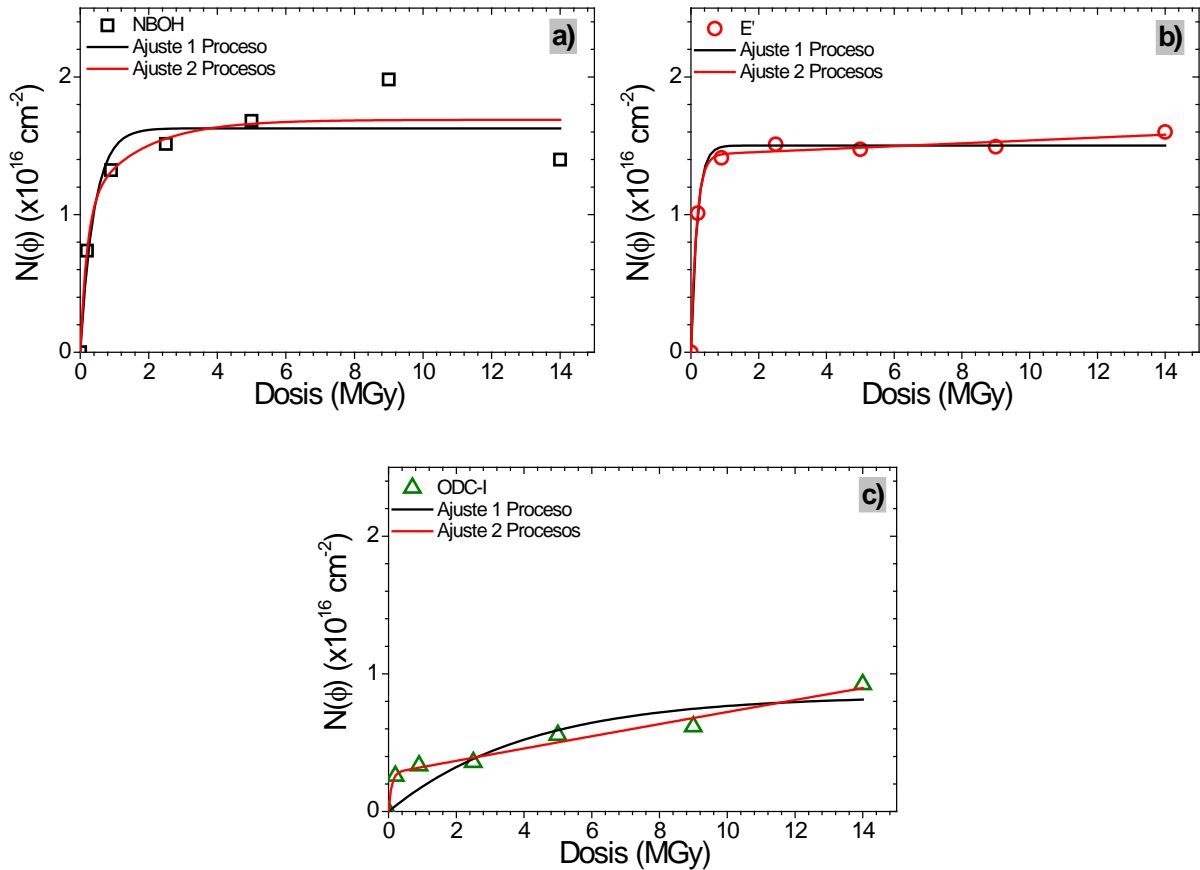 NBOH
Ajuste 1 Proceso
Ajuste 2 Procesos
a)
N(ϕ) (x10¹⁶ cm⁻²)
2
1
0
0 2 4 6 8 10 12 14
Dosis (MGy)
E'
Ajuste 1 Proceso
Ajuste 2 Procesos
b)
N(ϕ) (x10¹⁶ cm⁻²)
2
1
0
0 2 4 6 8 10 12 14
Dosis (MGy)
ODC-I
Ajuste 1 Proceso
Ajuste 2 Procesos
c)
N(ϕ) (x10¹⁶ cm⁻²)
2
1
0
0 2 4 6 8 10 12 14
Dosis (MGy)